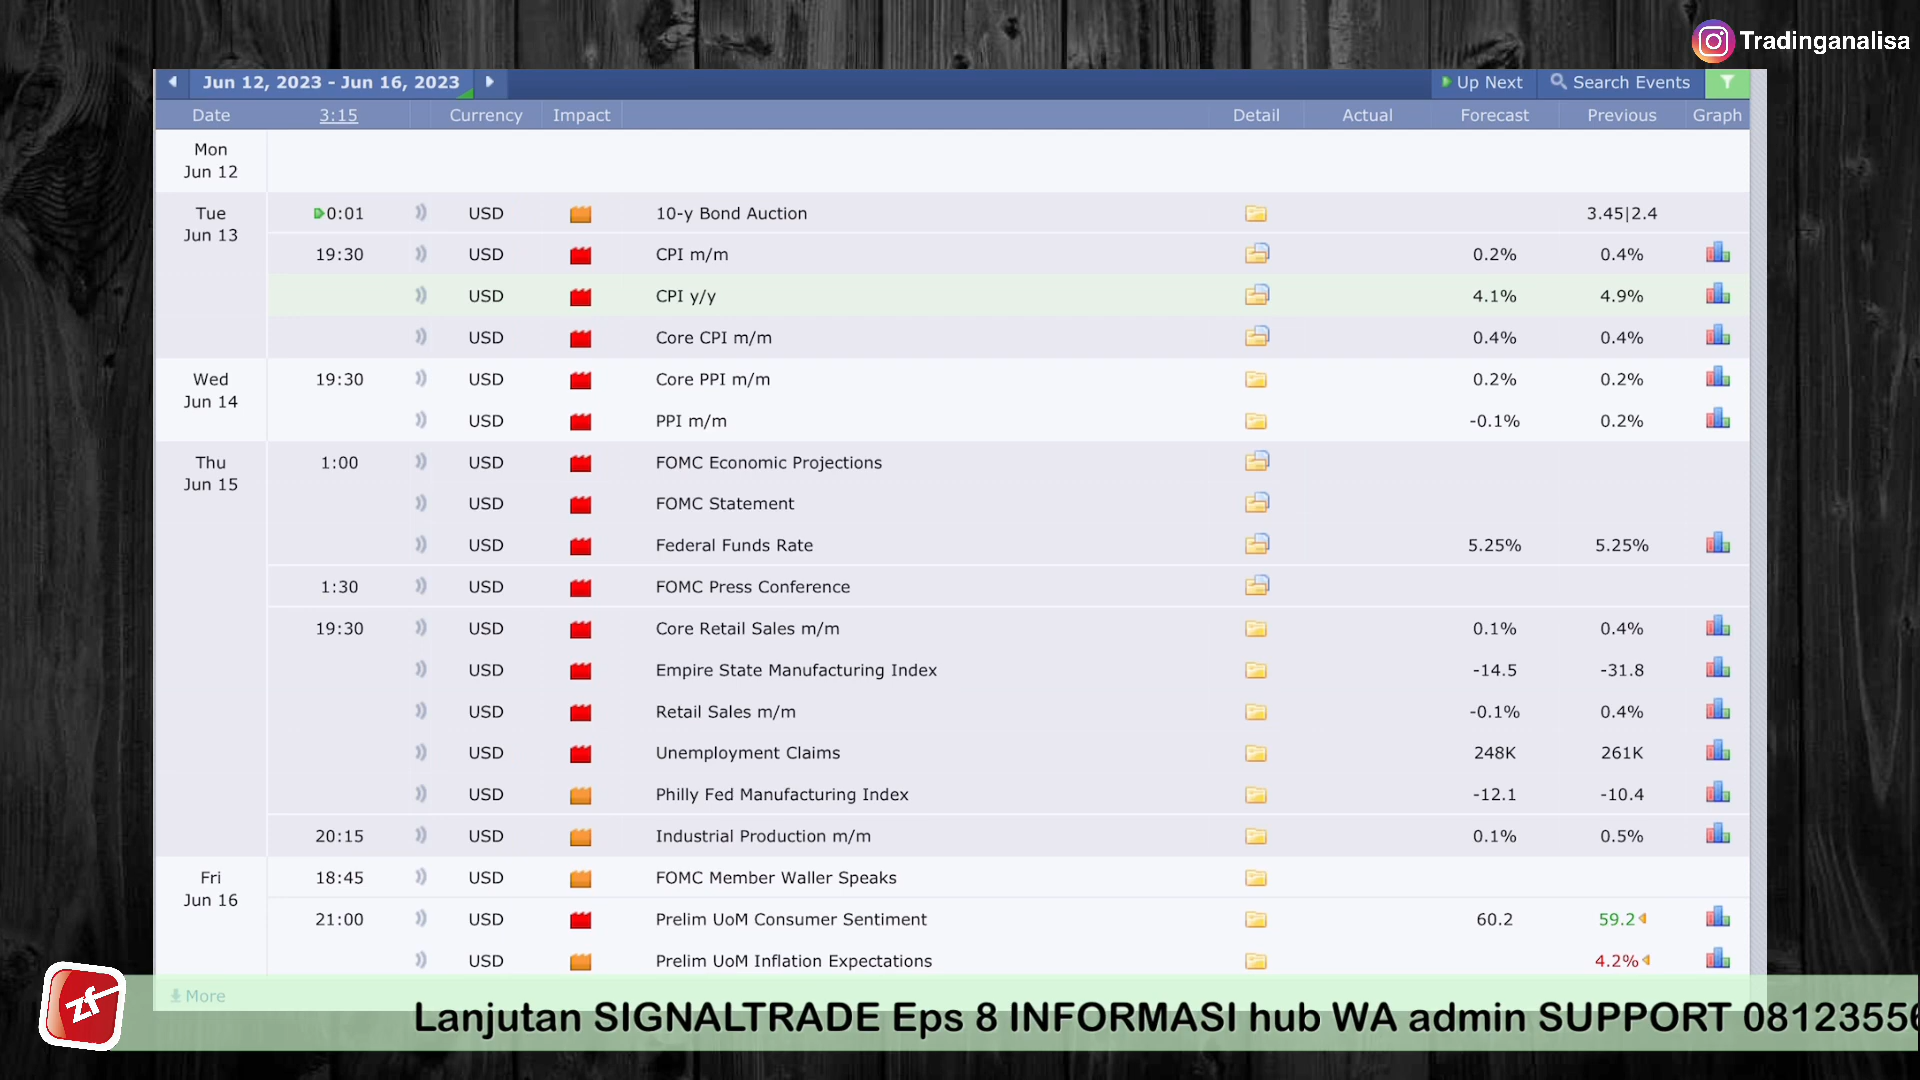 Tradinganalisa
Jun 12, 2023 - Jun 16, 2023 Up Next Search Events
Date 3:15 Currency Impact Detail Actual Forecast Previous Graph
Mon
Jun 12
Tue
Jun 13
0:01 USD 10-y Bond Auction 3.45|2.4
19:30 USD CPI m/m 0.2% 0.4%
USD CPI y/y 4.1% 4.9%
USD Core CPI m/m 0.4% 0.4%
Wed
Jun 14
19:30 USD Core PPI m/m 0.2% 0.2%
USD PPI m/m -0.1% 0.2%
Thu
Jun 15
1:00 USD FOMC Economic Projections
USD FOMC Statement
USD Federal Funds Rate 5.25% 5.25%
1:30 USD FOMC Press Conference
19:30 USD Core Retail Sales m/m 0.1% 0.4%
USD Empire State Manufacturing Index -14.5 -31.8
USD Retail Sales m/m -0.1% 0.4%
USD Unemployment Claims 248K 261K
USD Philly Fed Manufacturing Index -12.1 -10.4
20:15 USD Industrial Production m/m 0.1% 0.5%
Fri
Jun 16
18:45 USD FOMC Member Waller Speaks
21:00 USD Prelim UoM Consumer Sentiment 60.2 59.2
USD Prelim UoM Inflation Expectations 4.2%
More
zf
Lanjutan SIGNALTRADE Eps 8 INFORMASI hub WA admin SUPPORT 0812355